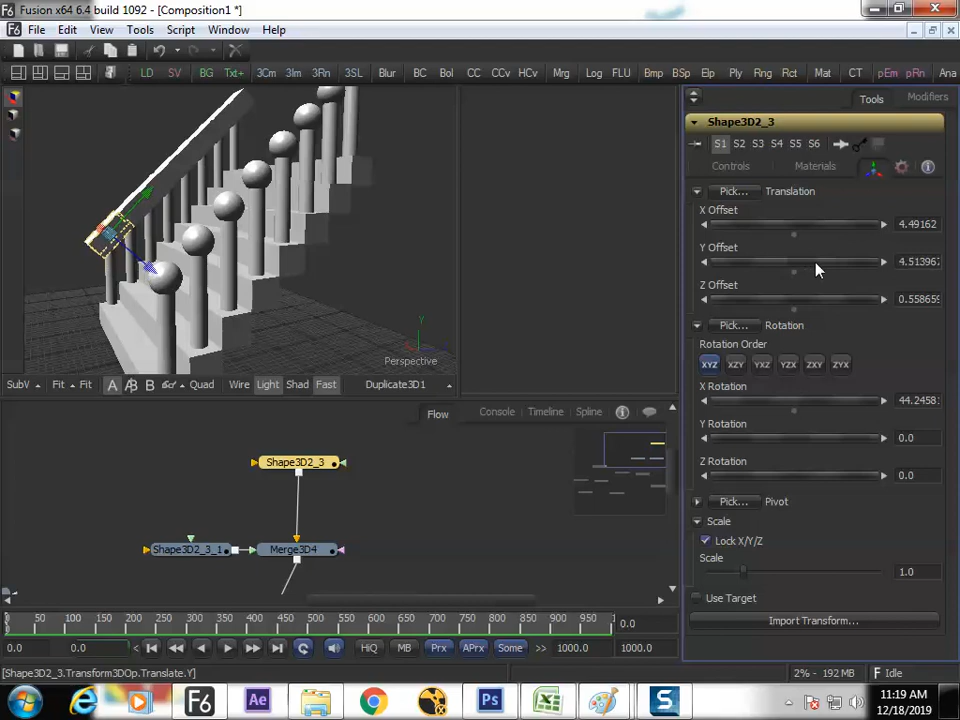 Fusion x64 6.4 build 1092 - [Composition1 *]
File Edit View Tools Script Window Help
LD SV BG Txt+ 3Cm 3Im 3Rn 3SL Blur BC Bol CC CCv HCv Mrg Log FLU Bmp BSp Elp Ply Rng Rct Mat CT pEm pRn Ana
Tools Modifiers
Shape3D2_3
S1 S2 S3 S4 S5 S6
Controls Materials
Pick... Translation
X Offset
4.49162
Y Offset
4.513967
Z Offset
0.558659
Pick... Rotation
Rotation Order
XYZ XZY YXZ YZX ZXY ZYX
X Rotation
44.2458
Y Rotation
0.0
Z Rotation
0.0
Pick... Pivot
Scale
Lock X/Y/Z
Scale
1.0
Use Target
Import Transform...
Y
Perspective
SubV Fit Fit A B Quad Wire Light Shad Fast Duplicate3D1
Flow Console Timeline Spline
Shape3D2_3
Shape3D2_3_1 Merge3D4
0 50 100 150 200 250 300 350 400 450 500 550 600 650 700 750 800 850 900 950 0.0
0.0 0.0 HiQ MB Prx APrx Some >> 1000.0 1000.0
[Shape3D2_3.Transform3DOp.Translate.Y] 2% - 192 MB Idle
F6 Ae Ps S
11:19 AM
12/18/2019